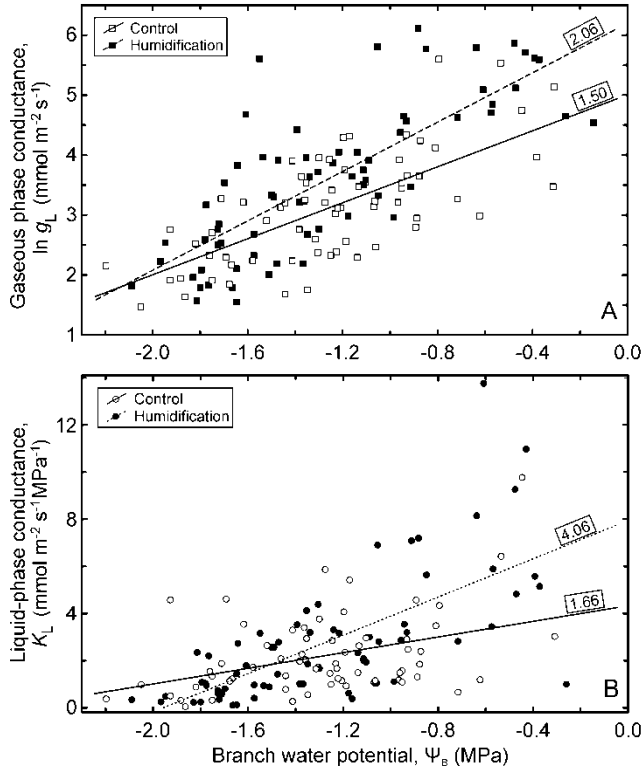 6
5
4
3
2
1
Gaseous phase conductance,
ln gL (mmol m⁻² s⁻¹)
Control
Humidification
2.06
1.50
A
-2.0 -1.6 -1.2 -0.8 -0.4 0.0
12
8
4
0
Liquid-phase conductance,
KL (mmol m⁻² s⁻¹MPa⁻¹)
Control
Humidification
4.06
1.66
B
-2.0 -1.6 -1.2 -0.8 -0.4 0.0
Branch water potential, ΨB (MPa)